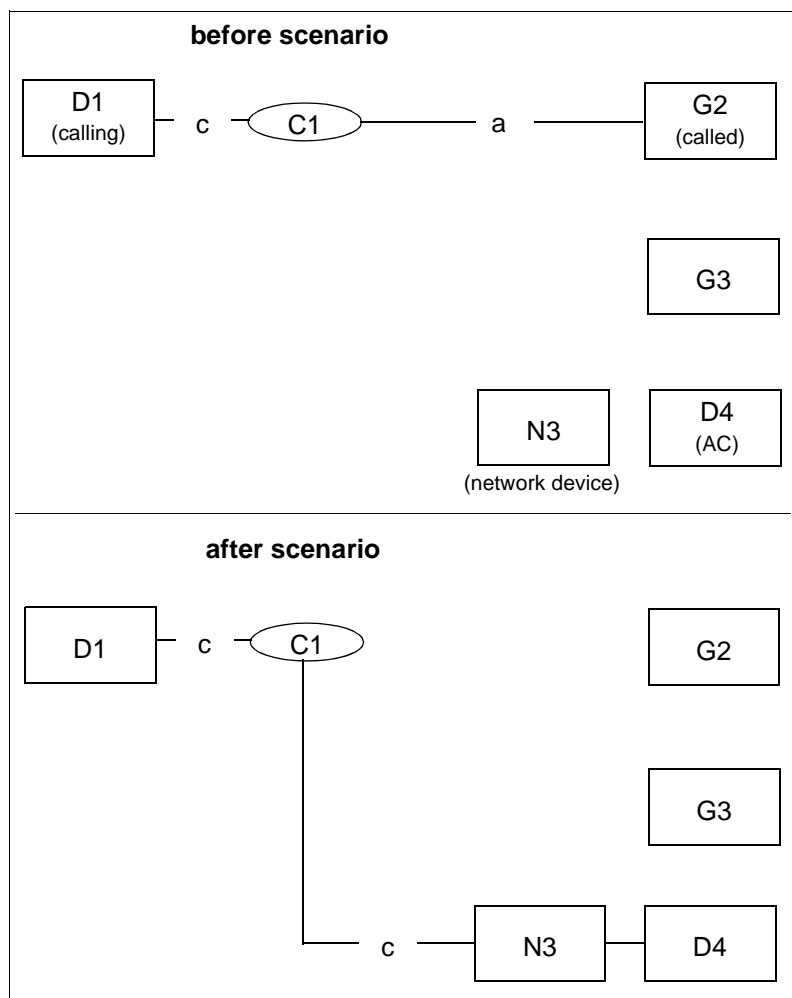 before scenario
D1
(calling)
c
C1
a
G2
(called)
G3
N3
(network device)
D4
(AC)
after scenario
D1
c
C1
G2
G3
c
N3
D4